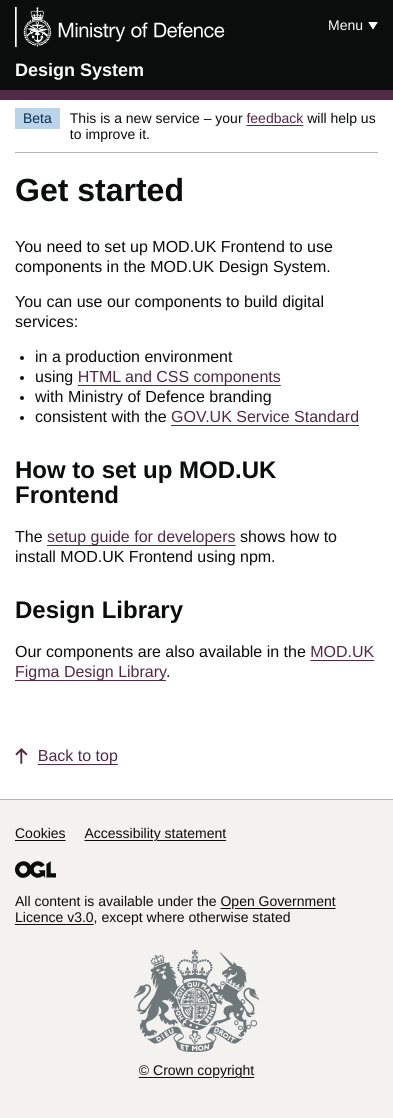 Ministry of Defence
Menu
Design System
Beta
This is a new service – your feedback will help us
to improve it.
Get started
You need to set up MOD.UK Frontend to use
components in the MOD.UK Design System.
You can use our components to build digital
services:
• in a production environment
• using HTML and CSS components
• with Ministry of Defence branding
• consistent with the GOV.UK Service Standard
How to set up MOD.UK
Frontend
The setup guide for developers shows how to
install MOD.UK Frontend using npm.
Design Library
Our components are also available in the MOD.UK
Figma Design Library.
Back to top
Cookies
Accessibility statement
OGL
All content is available under the Open Government
Licence v3.0, except where otherwise stated
DIEU ET MON DROIT
© Crown copyright